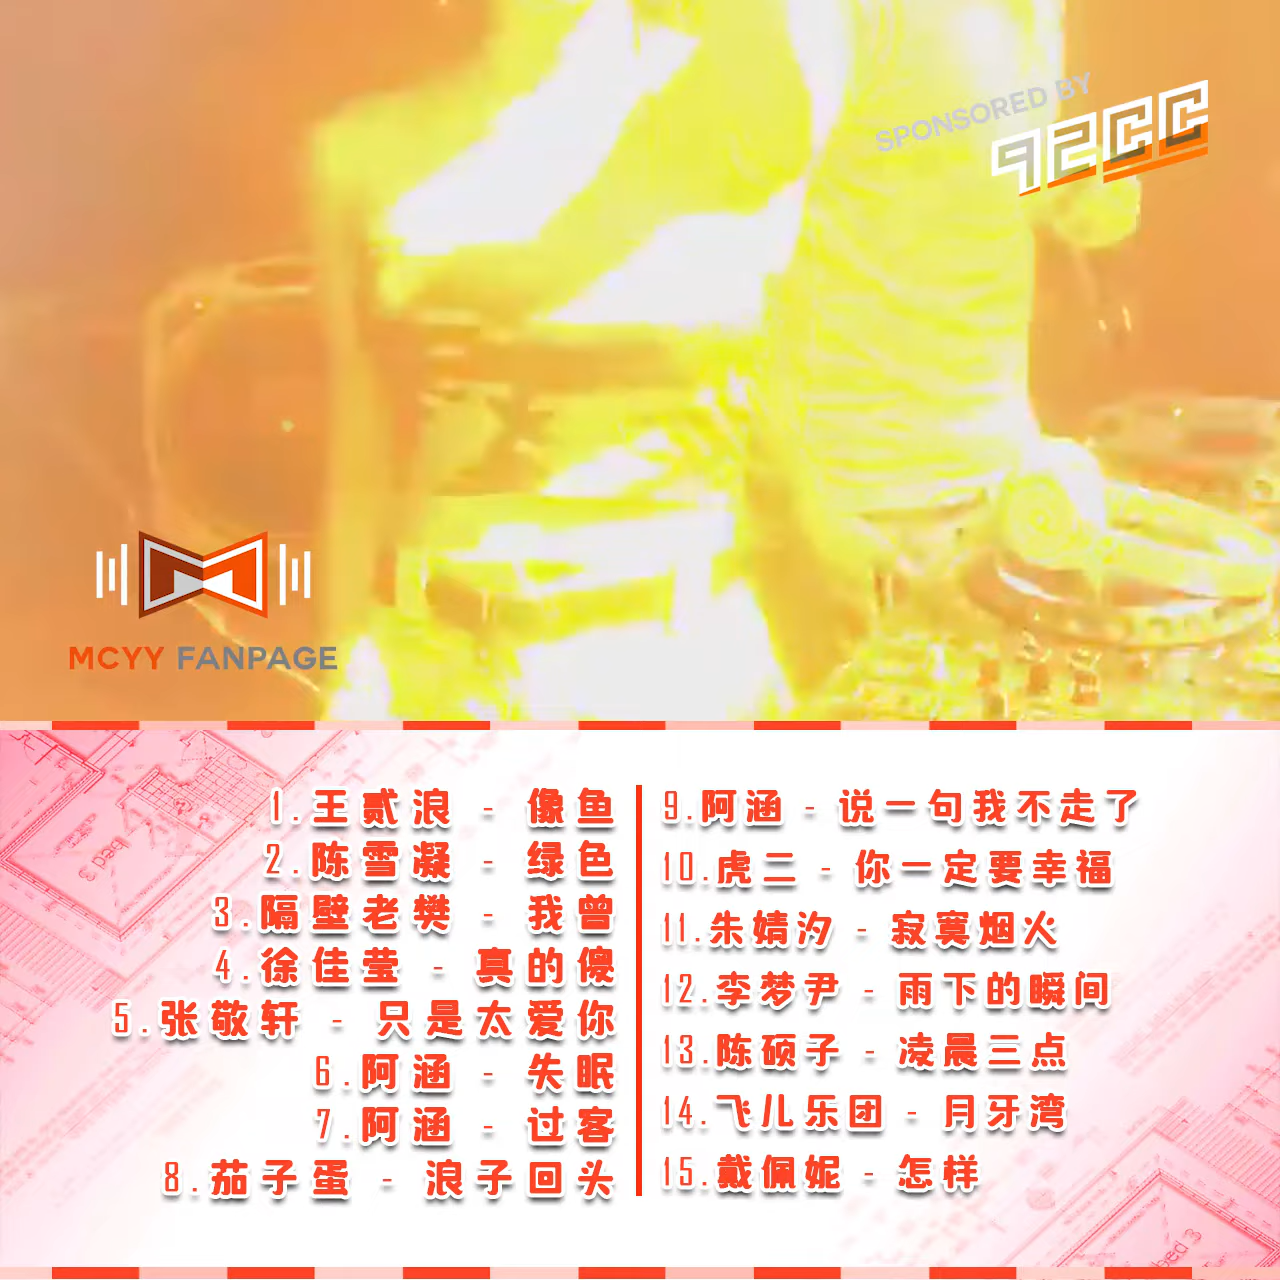 SPONSORED BY
92CC
MCYY FANPAGE
1.王贰浪 - 像鱼
2.陈雪凝 - 绿色
3.隔壁老樊 - 我曾
4.徐佳莹 - 真的傻
5.张敬轩 - 只是太爱你
6.阿涵 - 失眠
7.阿涵 - 过客
8.茄子蛋 - 浪子回头
9.阿涵 - 说一句我不走了
10.虎二 - 你一定要幸福
11.朱婧汐 - 寂寞烟火
12.李梦尹 - 雨下的瞬间
13.陈硕子 - 凌晨三点
14.飞儿乐团 - 月牙湾
15.戴佩妮 - 怎样